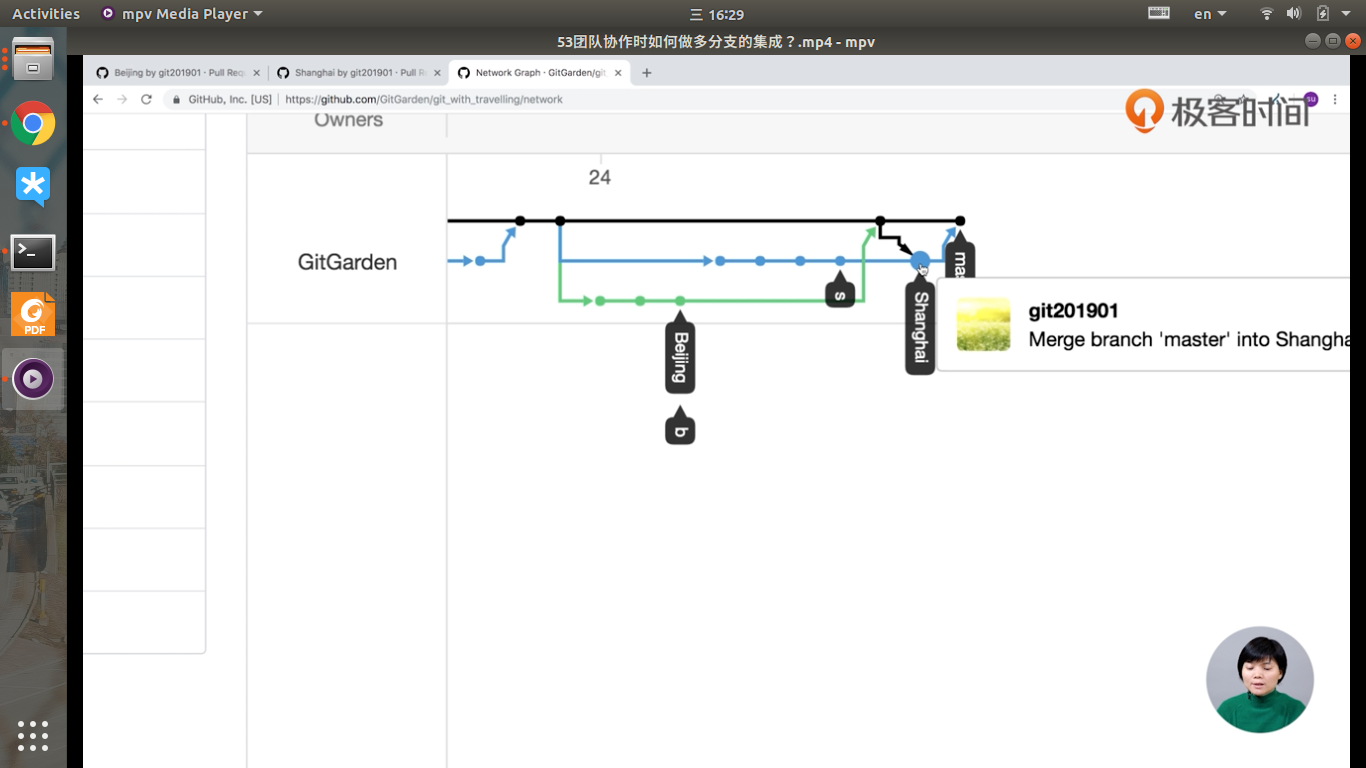 Activities
mpv Media Player
三 16:29
en
53团队协作时如何做多分支的集成？.mp4 - mpv
Beijing by git201901 · Pull Req
Shanghai by git201901 · Pull R
Network Graph · GitGarden/git
GitHub, Inc. [US]
https://github.com/GitGarden/git_with_travelling/network
SU
极客时间
Owners
24
GitGarden
mas
s
Shanghai
Beijing
b
git201901
Merge branch 'master' into Shangha
PDF